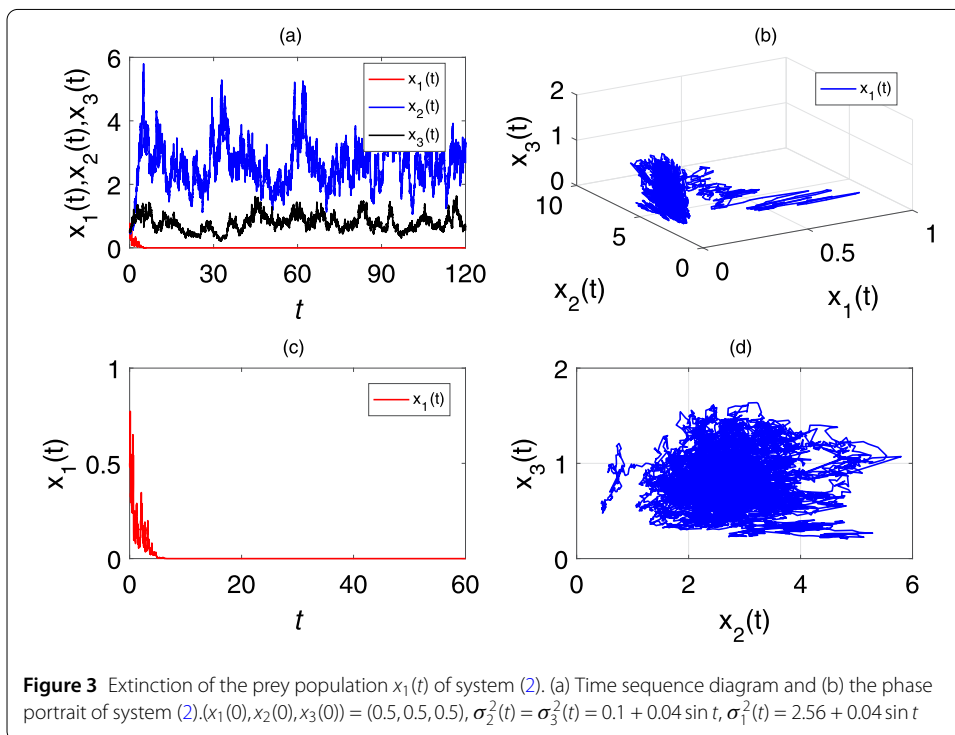 (a)
x1(t),x2(t),x3(t)
6
4
2
0
x1(t)
x2(t)
x3(t)
0 30 60 90 120
t
(b)
x3(t)
2
1
0
x1(t)
10
5
0
x2(t)
0
0.5
1
x1(t)
(c)
x1(t)
1
0.5
0
x1(t)
0 20 40 60
t
(d)
x3(t)
2
1
0
0 2 4 6
x2(t)
Figure 3 Extinction of the prey population x1(t) of system (2). (a) Time sequence diagram and (b) the phase
portrait of system (2).(x1(0), x2(0), x3(0)) = (0.5, 0.5, 0.5), σ2²(t) = σ3²(t) = 0.1 + 0.04 sin t, σ1²(t) = 2.56 + 0.04 sin t